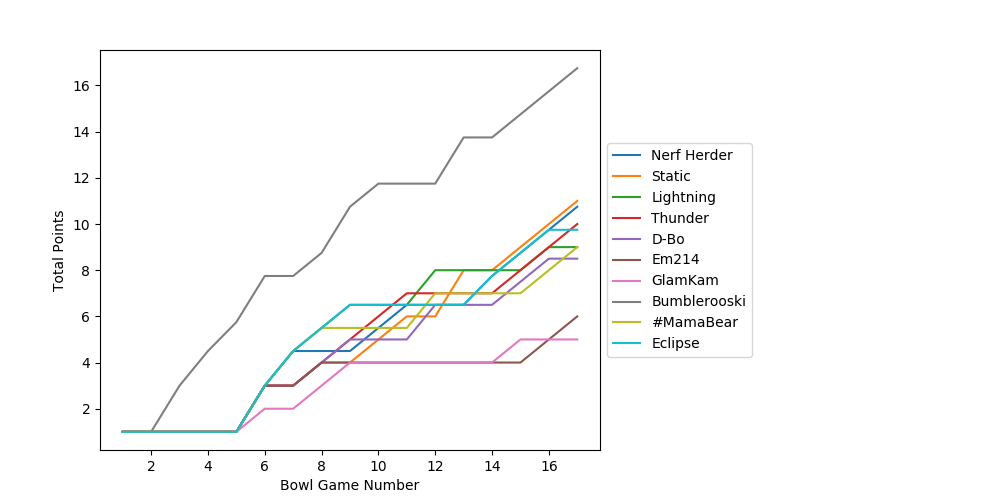 16
14
12
10
8
6
4
2
Total Points
2 4 6 8 10 12 14 16
Bowl Game Number
Nerf Herder
Static
Lightning
Thunder
D-Bo
Em214
GlamKam
Bumblerooski
#MamaBear
Eclipse